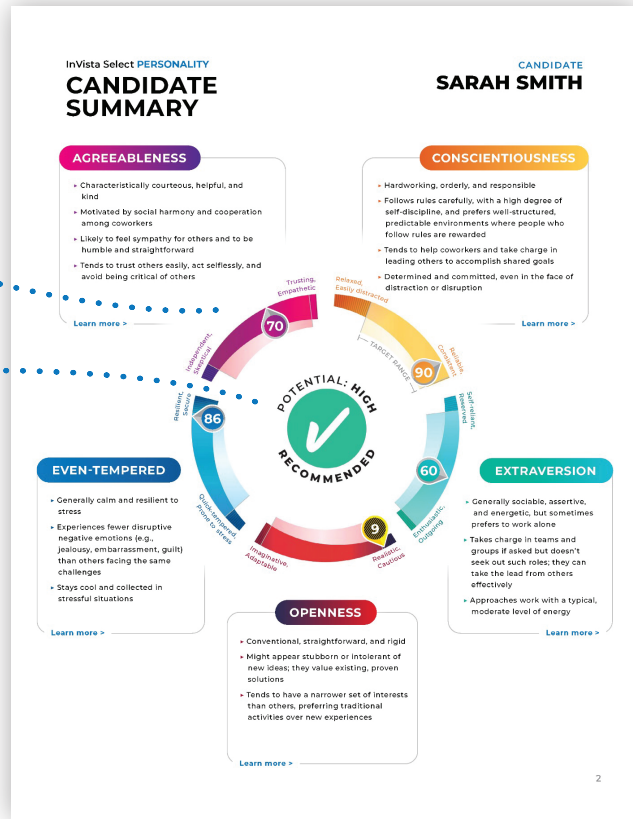 InVista Select PERSONALITY
CANDIDATE
SUMMARY
CANDIDATE
SARAH SMITH
AGREEABLENESS
Characteristically courteous, helpful, and
kind
Motivated by social harmony and cooperation
among coworkers
Likely to feel sympathy for others and to be
humble and straightforward
Tends to trust others easily, act selflessly, and
avoid being critical of others
Learn more >
CONSCIENTIOUSNESS
Hardworking, orderly, and responsible
Follows rules carefully, with a high degree of
self-discipline, and prefers well-structured,
predictable environments where people who
follow rules are rewarded
Tends to help coworkers and take charge in
leading others to accomplish shared goals
Determined and committed, even in the face of
distraction or disruption
Learn more >
Trusting,
Empathetic
70
Independent,
Skeptical
Relaxed,
Easily distracted
TARGET RANGE
90
Reliable,
Consistent
Resilient,
Secure
86
Quick-tempered,
Prone to stress
POTENTIAL: HIGH
RECOMMENDED
Self-reliant,
Reserved
60
Enthusiastic,
Outgoing
Imaginative,
Adaptable
9
Realistic,
Cautious
EVEN-TEMPERED
Generally calm and resilient to
stress
Experiences fewer disruptive
negative emotions (e.g.,
jealousy, embarrassment, guilt)
than others facing the same
challenges
Stays cool and collected in
stressful situations
Learn more >
EXTRAVERSION
Generally sociable, assertive,
and energetic, but sometimes
prefers to work alone
Takes charge in teams and
groups if asked but doesn't
seek out such roles; they can
take the lead from others
effectively
Approaches work with a typical,
moderate level of energy
Learn more >
OPENNESS
Conventional, straightforward, and rigid
Might appear stubborn or intolerant of
new ideas; they value existing, proven
solutions
Tends to have a narrower set of interests
than others, preferring traditional
activities over new experiences
Learn more >
2